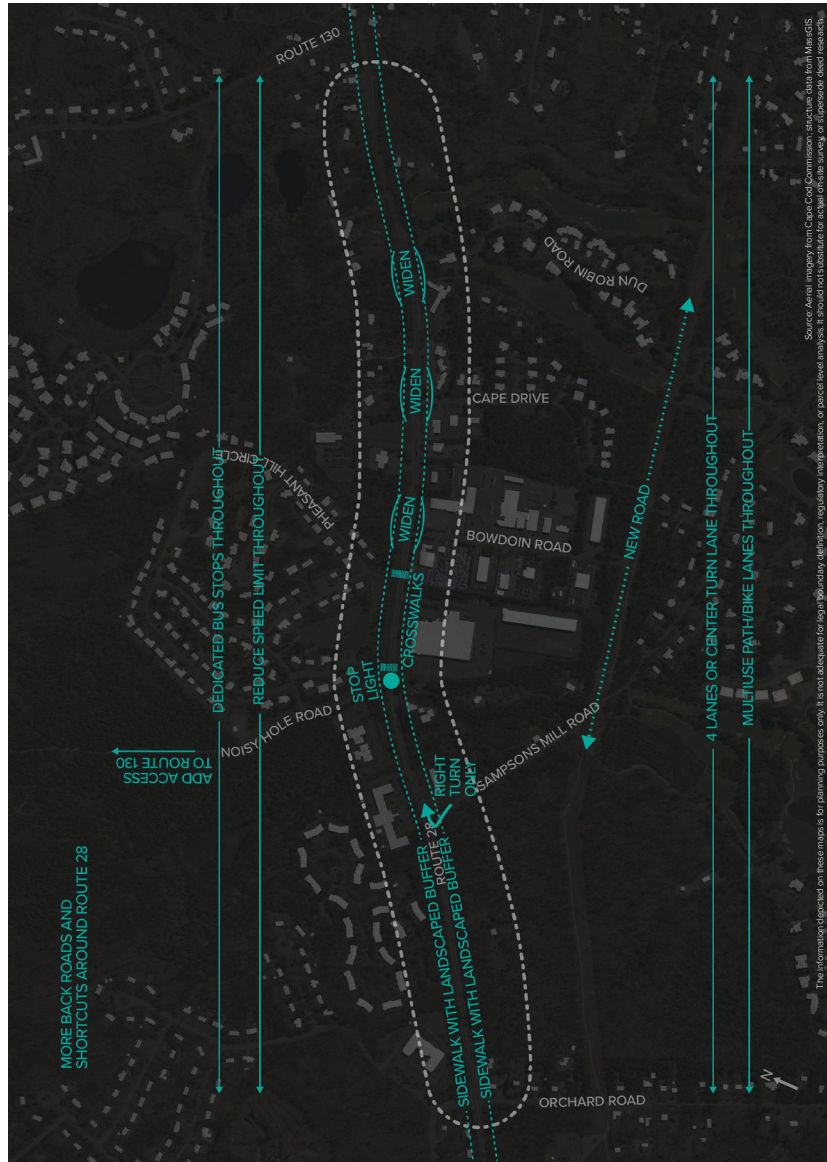 MORE BACK ROADS AND
SHORTCUTS AROUND ROUTE 28
DEDICATED BUS STOPS THROUGHOUT
REDUCE SPEED LIMIT THROUGHOUT
ADD ACCESS
TO ROUTE 130
ROUTE 130
PHEASANT HILL CIRCLE
NOISY HOLE ROAD
STOP
LIGHT
CROSSWALKS
WIDEN
WIDEN
WIDEN
RIGHT
TURN
ONLY
ROUTE 28
SIDEWALK WITH LANDSCAPED BUFFER
SIDEWALK WITH LANDSCAPED BUFFER
SAMPSONS MILL ROAD
BOWDOIN ROAD
CAPE DRIVE
DUN ROBIN ROAD
ORCHARD ROAD
NEW ROAD
4 LANES OR CENTER TURN LANE THROUGHOUT
MULTIUSE PATH/BIKE LANES THROUGHOUT
N
Source: Aerial imagery from Cape Cod Commission; structure data from MassGIS.
The information depicted on these maps is for planning purposes only. It is not adequate for legal boundary definition, regulatory interpretation, or parcel level analysis. It should not substitute for actual on-site survey, or supersede deed research.